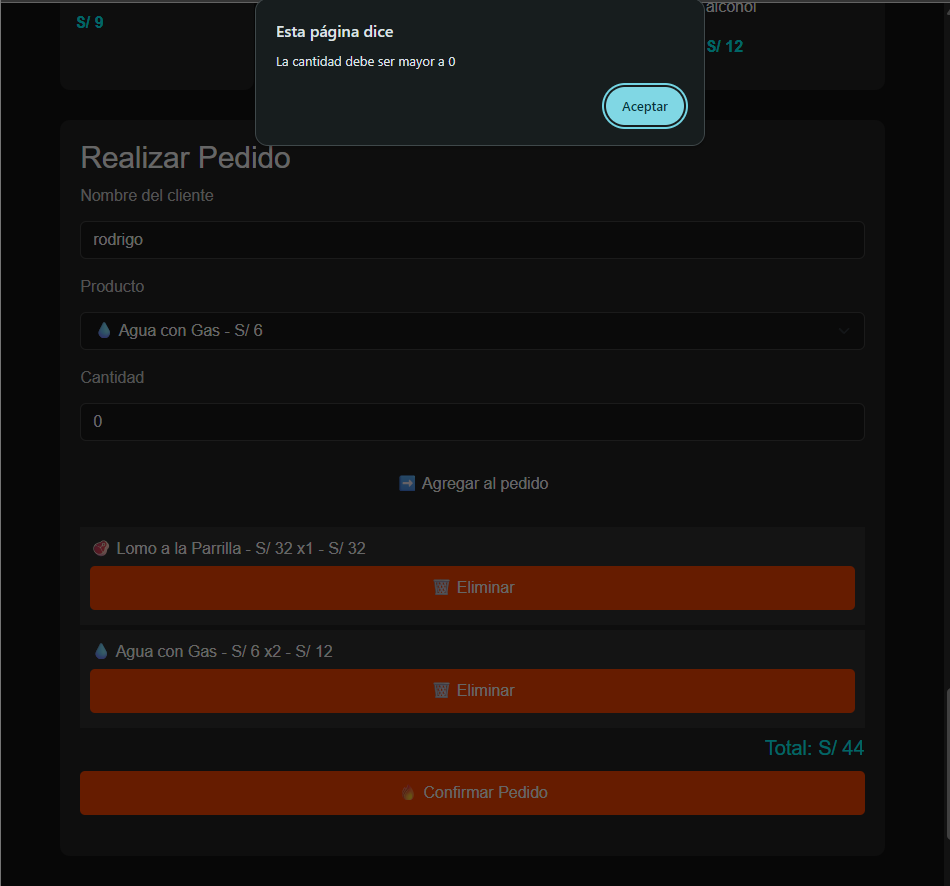 S/ 9
alcohol
S/ 12
Esta página dice
La cantidad debe ser mayor a 0
Aceptar
Realizar Pedido
Nombre del cliente
rodrigo
Producto
💧 Agua con Gas - S/ 6
Cantidad
0
➡️ Agregar al pedido
🥩 Lomo a la Parrilla - S/ 32 x1 - S/ 32
🗑️ Eliminar
💧 Agua con Gas - S/ 6 x2 - S/ 12
🗑️ Eliminar
Total: S/ 44
🔥 Confirmar Pedido